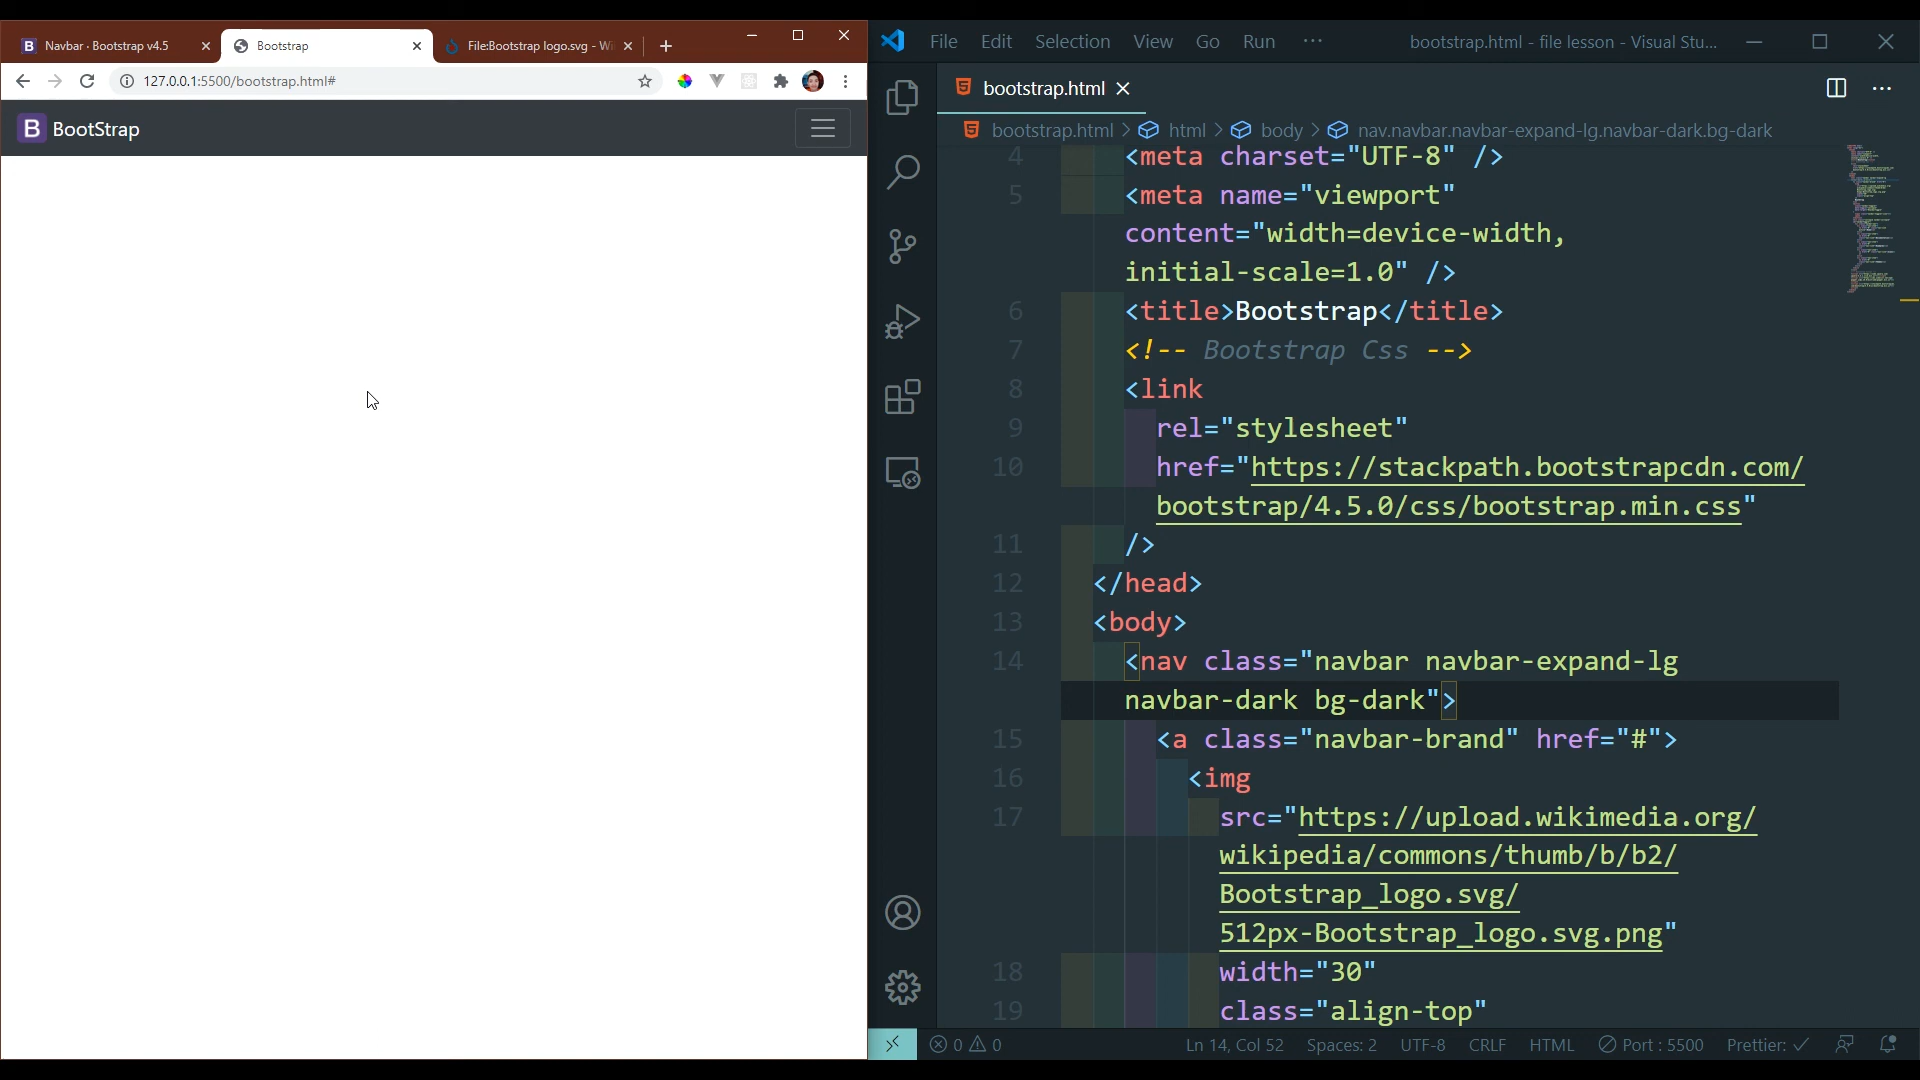 Navbar · Bootstrap v4.5
Bootstrap
File:Bootstrap logo.svg - Wi
127.0.0.1:5500/bootstrap.html#
B BootStrap
File Edit Selection View Go Run ···
bootstrap.html - file lesson - Visual Stu...
bootstrap.html
bootstrap.html > html > body > nav.navbar.navbar-expand-lg.navbar-dark.bg-dark
4 <meta charset="UTF-8" />
5 <meta name="viewport"
content="width=device-width,
initial-scale=1.0" />
6 <title>Bootstrap</title>
7 <!-- Bootstrap Css -->
8 <link
9 rel="stylesheet"
10 href="https://stackpath.bootstrapcdn.com/
bootstrap/4.5.0/css/bootstrap.min.css"
11 />
12 </head>
13 <body>
14 <nav class="navbar navbar-expand-lg
navbar-dark bg-dark">
15 <a class="navbar-brand" href="#">
16 <img
17 src="https://upload.wikimedia.org/
wikipedia/commons/thumb/b/b2/
Bootstrap_logo.svg/
512px-Bootstrap_logo.svg.png"
18 width="30"
19 class="align-top"
0 0 Ln 14, Col 52 Spaces: 2 UTF-8 CRLF HTML Port : 5500 Prettier: ✓